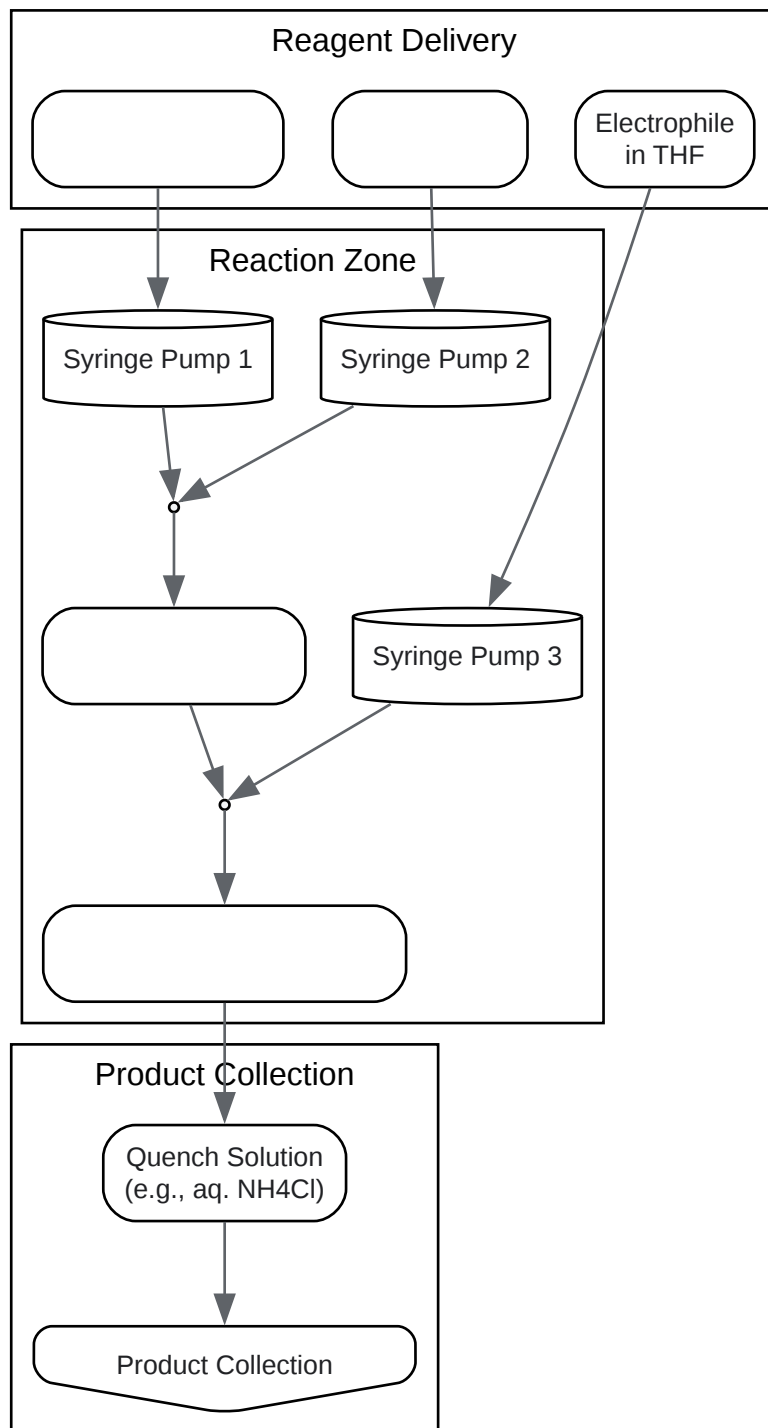 Reagent Delivery
Electrophile
in THF
Reaction Zone
Syringe Pump 1
Syringe Pump 2
Syringe Pump 3
Product Collection
Quench Solution
(e.g., aq. NH4Cl)
Product Collection